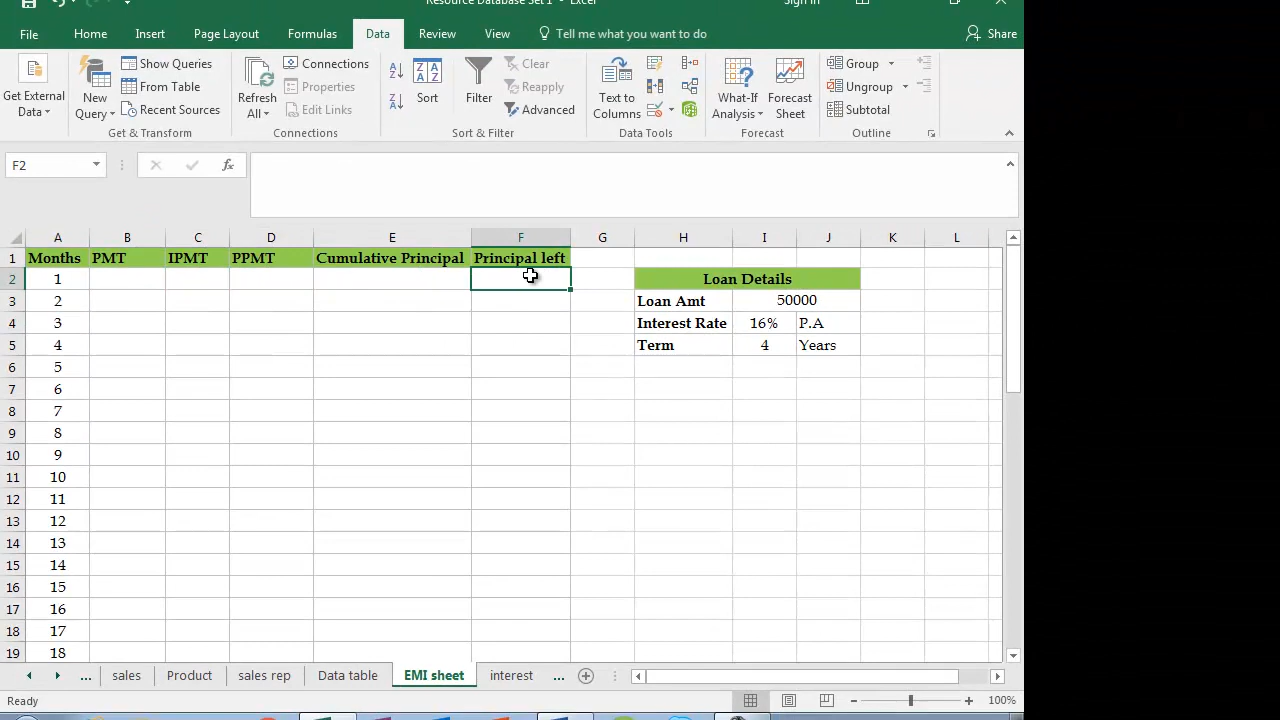 Resource Database Set 1 - Excel
Sign in
File Home Insert Page Layout Formulas Data Review View Tell me what you want to do Share
Get External Data
New Query
Show Queries
From Table
Recent Sources
Get & Transform
Refresh All
Connections
Properties
Edit Links
Connections
Sort
Filter
Clear
Reapply
Advanced
Sort & Filter
Text to Columns
Data Tools
What-If Analysis
Forecast Sheet
Forecast
Group
Ungroup
Subtotal
Outline
F2 fx
A B C D E F G H I J K L
1 Months PMT IPMT PPMT Cumulative Principal Principal left
2 1 Loan Details
3 2 Loan Amt 50000
4 3 Interest Rate 16% P.A
5 4 Term 4 Years
6 5
7 6
8 7
9 8
10 9
11 10
12 11
13 12
14 13
15 14
16 15
17 16
18 17
19 18
... sales Product sales rep Data table EMI sheet interest ...
Ready 100%